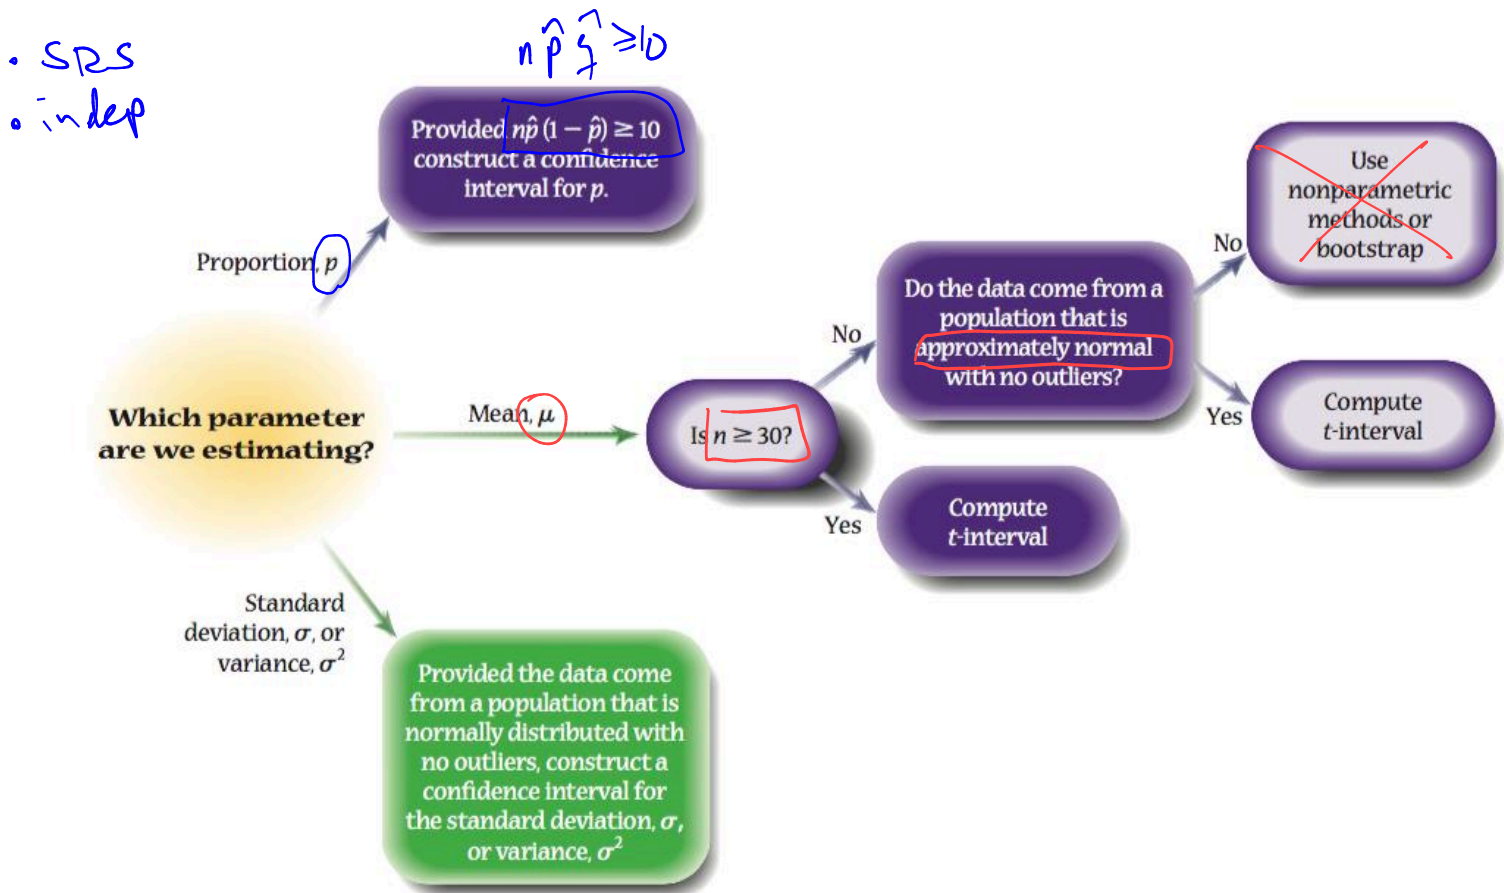 • SRS
• indep
n p̂ q̂ ≥10
Provided np̂ (1 − p̂) ≥ 10
construct a confidence
interval for p.
Proportion, p
Which parameter
are we estimating?
Mean, μ
Is n ≥ 30?
No
Do the data come from a
population that is
approximately normal
with no outliers?
No
Use
nonparametric
methods or
bootstrap
Yes
Compute
t-interval
Yes
Compute
t-interval
Standard
deviation, σ, or
variance, σ²
Provided the data come
from a population that is
normally distributed with
no outliers, construct a
confidence interval for
the standard deviation, σ,
or variance, σ²